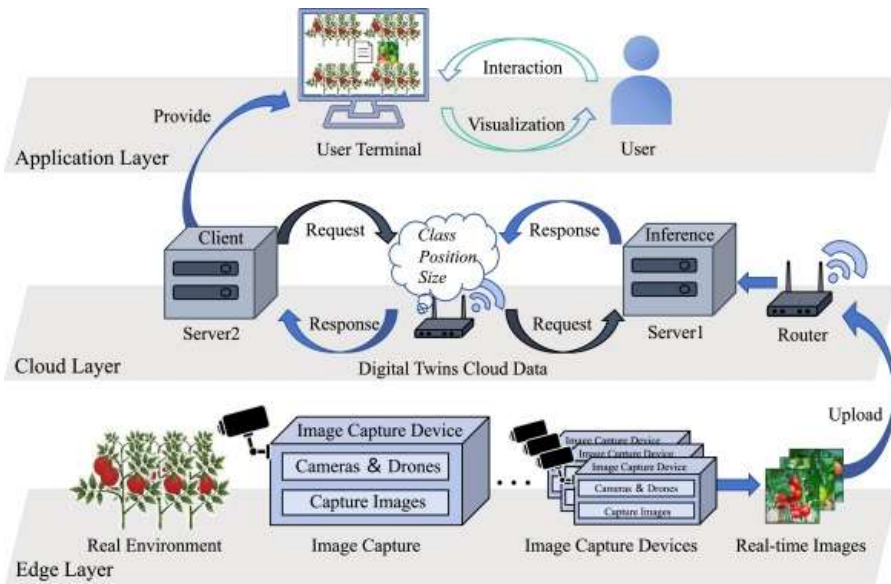 Interaction
Provide
Visualization
User Terminal
User
Application Layer
Client
Request
Class
Position
Size
Response
Inference
Response
Request
Server2
Server1
Router
Digital Twins Cloud Data
Cloud Layer
Upload
Image Capture Device
Cameras & Drones
Capture Images
Image Capture Device
Image Capture Device
Image Capture Device
Cameras & Drones
Capture Images
Real Environment
Image Capture
Image Capture Devices
Real-time Images
Edge Layer